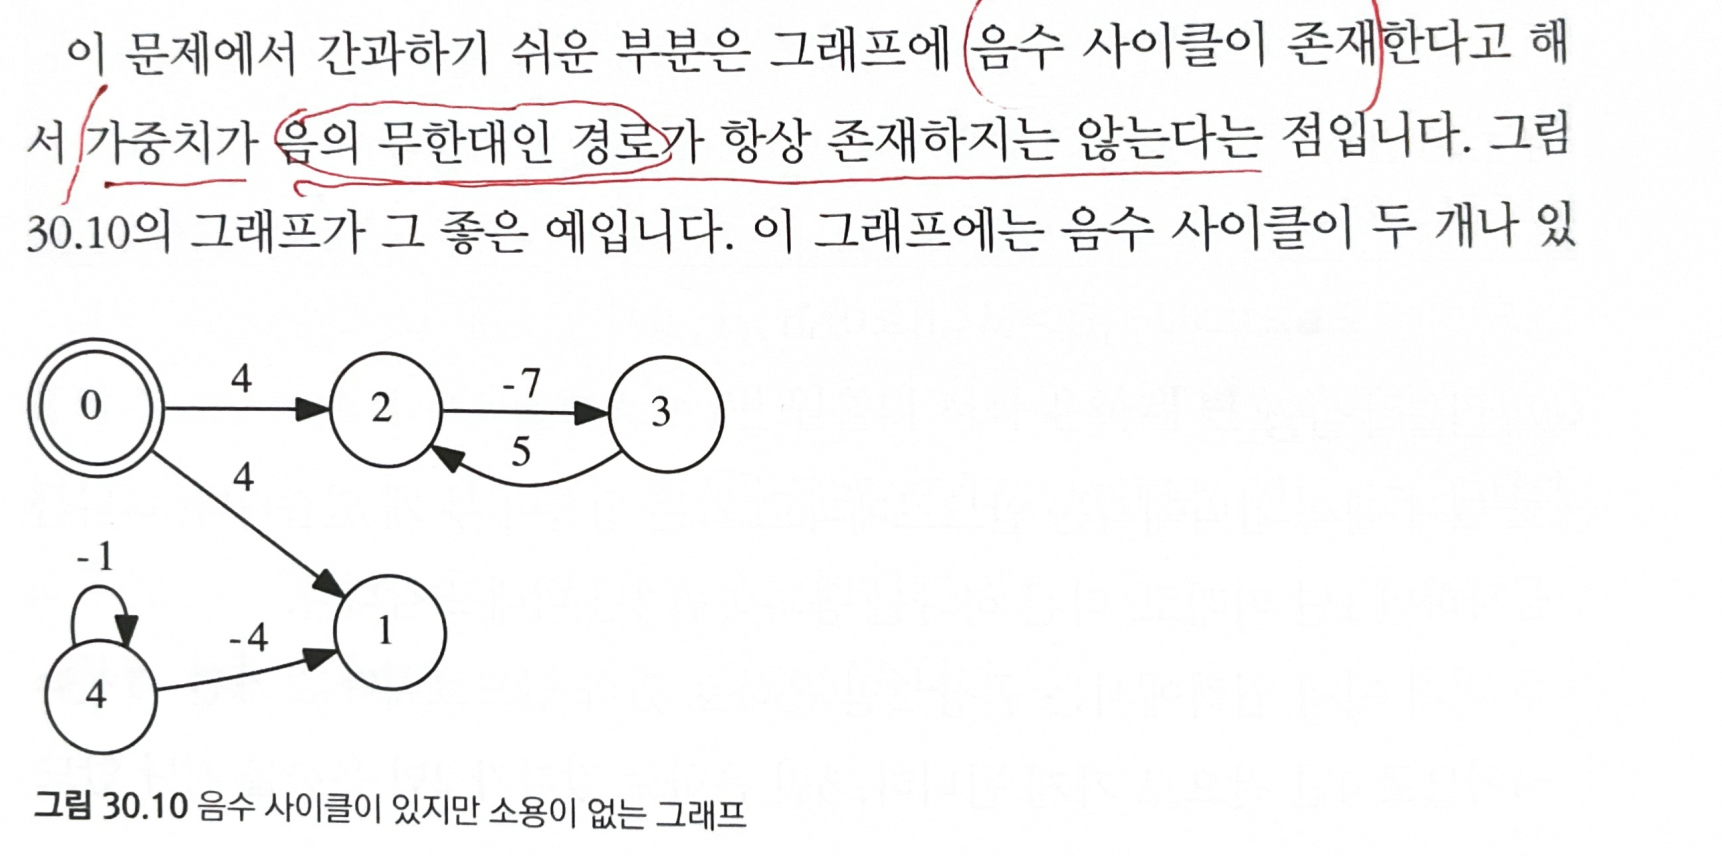 이 문제에서 간과하기 쉬운 부분은 그래프에 음수 사이클이 존재한다고 해
서 가중치가 음의 무한대인 경로가 항상 존재하지는 않는다는 점입니다. 그림
30.10의 그래프가 그 좋은 예입니다. 이 그래프에는 음수 사이클이 두 개나 있
4
-7
0
2
3
5
4
-1
-4
1
4
그림 30.10 음수 사이클이 있지만 소용이 없는 그래프